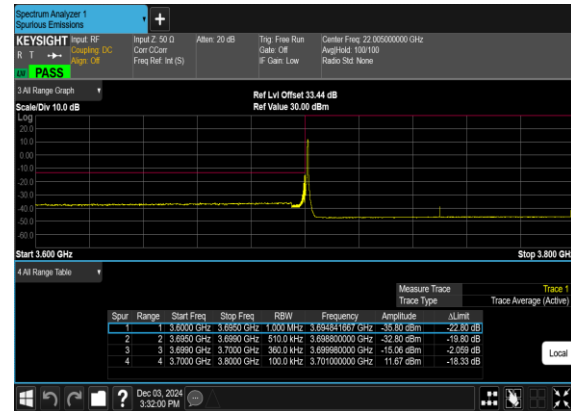 Spectrum Analyzer 1
Spurious Emissions
KEYSIGHT Input: RF Input Z: 50 Ω Atten: 20 dB Trig: Free Run Center Freq: 22.005000000 GHz
R T Coupling: DC Corr CCorr Gate: Off Avg|Hold: 100/100
Align: Off Freq Ref: Int (S) IF Gain: Low Radio Std: None
PASS
3 All Range Graph
Ref Lvl Offset 33.44 dB
Scale/Div 10.0 dB Ref Value 30.00 dBm
Log
20.0
10.0
0.00
-10.0
-20.0
-30.0
-40.0
-50.0
-60.0
Start 3.600 GHz Stop 3.800 GH
4 All Range Table
Measure Trace Trace 1
Trace Type Trace Average (Active)
Spur Range Start Freq Stop Freq RBW Frequency Amplitude ΔLimit
1 1 3.6000 GHz 3.6950 GHz 1.000 MHz 3.694841667 GHz -35.80 dBm -22.80 dB
2 2 3.6950 GHz 3.6990 GHz 510.0 kHz 3.698800000 GHz -32.80 dBm -19.80 dB
3 3 3.6990 GHz 3.7000 GHz 360.0 kHz 3.699980000 GHz -15.06 dBm -2.059 dB
4 4 3.7000 GHz 3.8000 GHz 100.0 kHz 3.701000000 GHz 11.67 dBm -18.33 dB
Local
?
Dec 03, 2024
3:32:00 PM